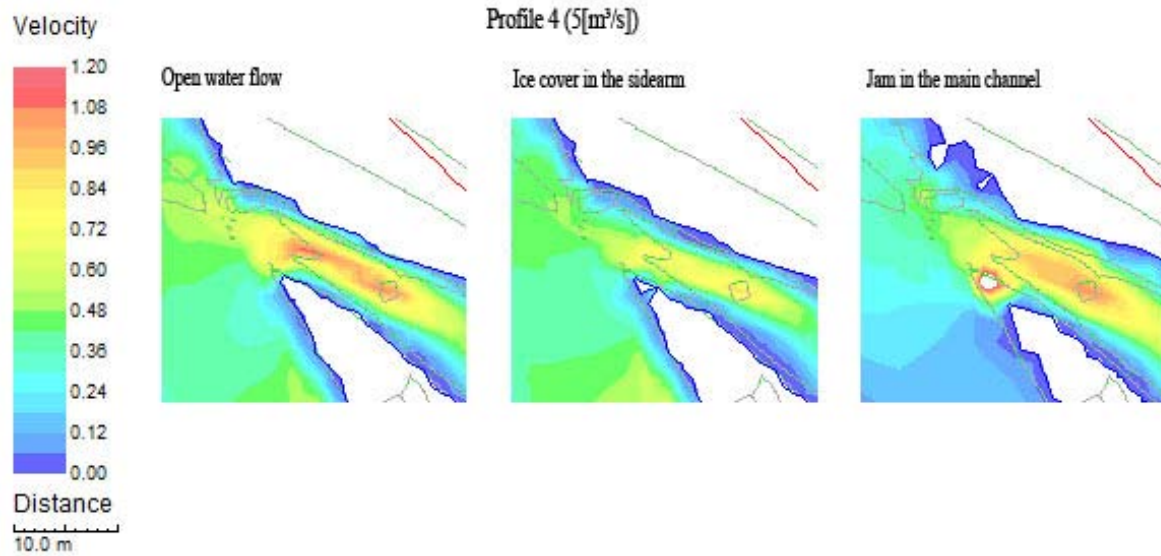 Profile 4 (5[m³/s])
Velocity
Open water flow
Ice cover in the sidearm
Jam in the main channel
1.20
1.08
0.96
0.84
0.72
0.60
0.48
0.36
0.24
0.12
0.00
Distance
10.0 m